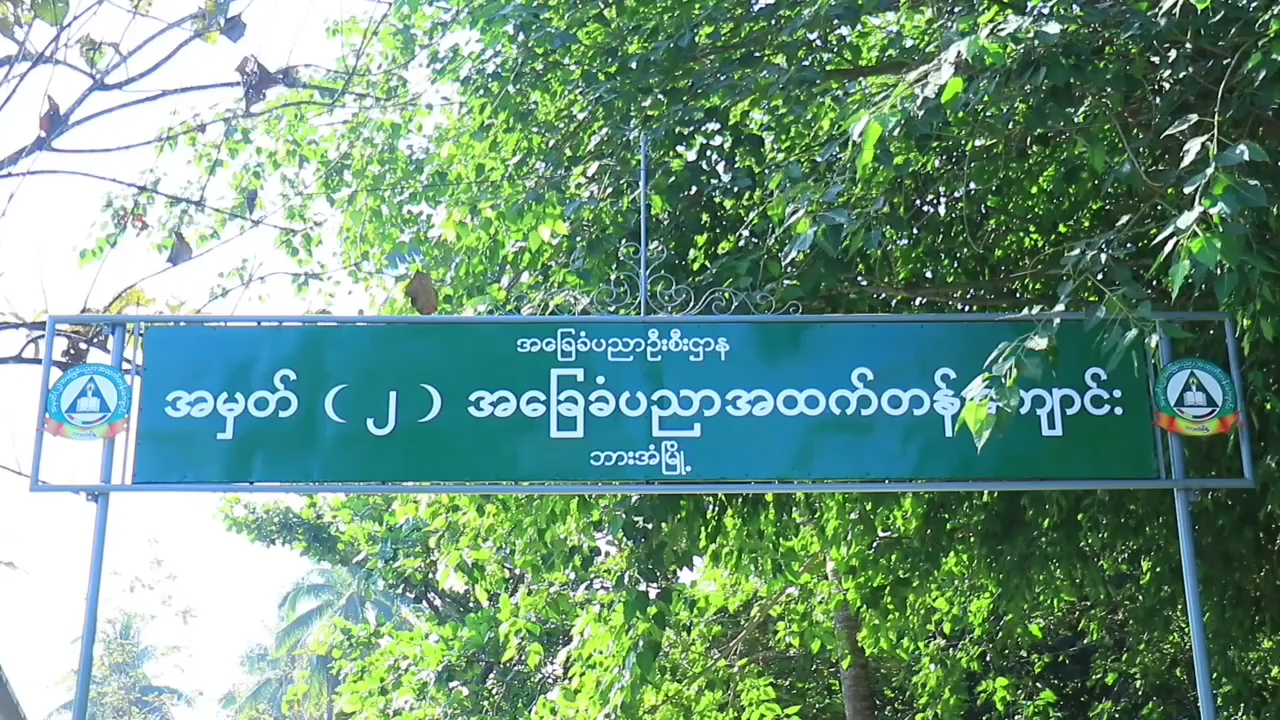 အခြေခံပညာဦးစီးဌာန
အမှတ် ( ၂ ) အခြေခံပညာအထက်တန်းကျောင်း
ဘားအံမြို့